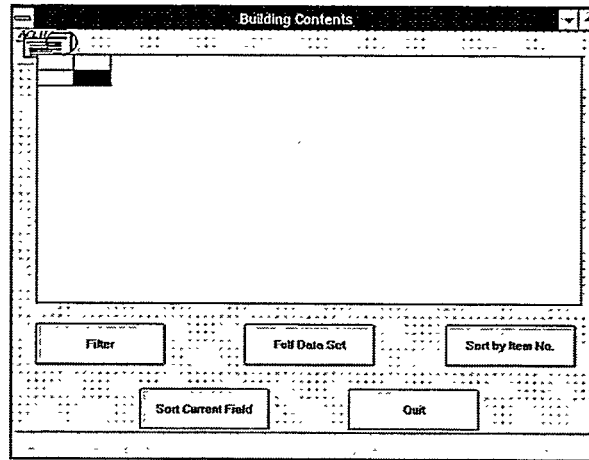 Building Contents
Filter
Full Data Set
Sort by Item No.
Sort Current Field
Quit